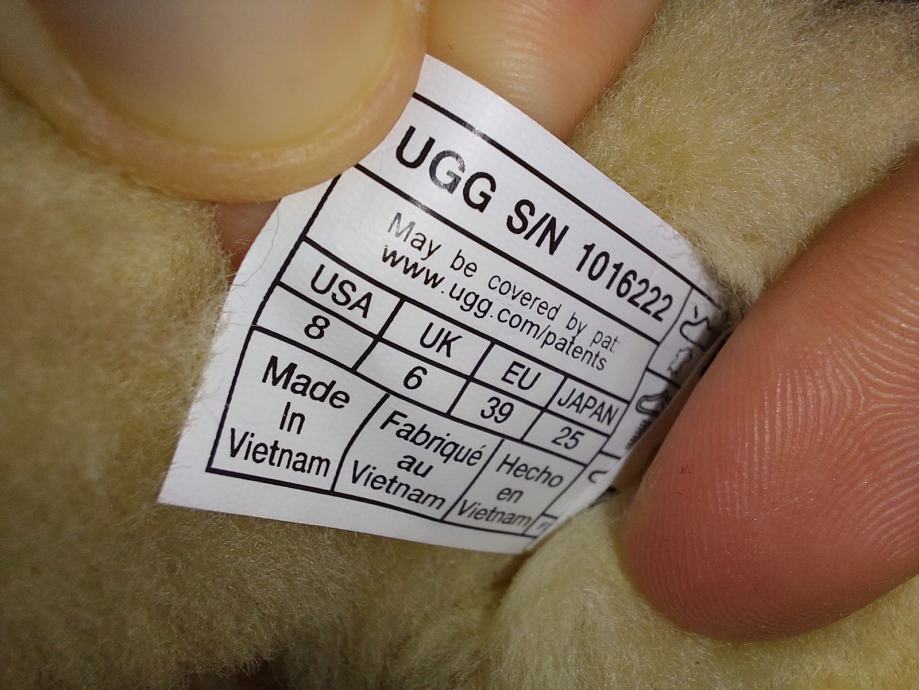 UGG S/N 1016222
May be covered by pat.
www.ugg.com/patents
USA UK EU JAPAN
8 6 39 25
Made
In
Vietnam
Fabriqué
au
Vietnam
Hecho
en
Vietnam